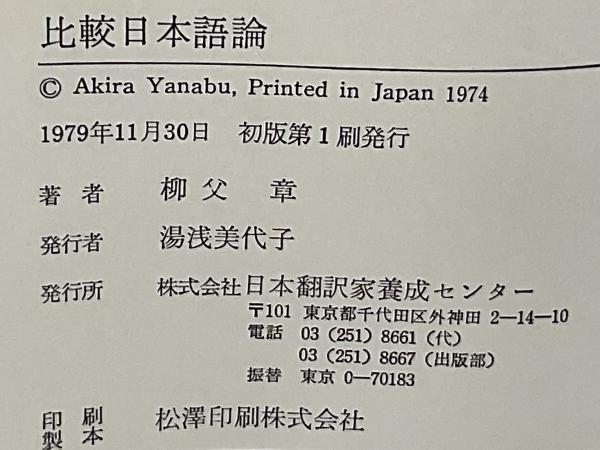 比較日本語論
© Akira Yanabu, Printed in Japan 1974
1979年11月30日 初版第1刷発行
著者 柳父 章
発行者 湯浅美代子
発行所 株式会社日本翻訳家養成センター
〒101 東京都千代田区外神田 2—14—10
電話 03 (251) 8661 (代)
03 (251) 8667 (出版部)
振替 東京 0—70183
印刷 松澤印刷株式会社
製本